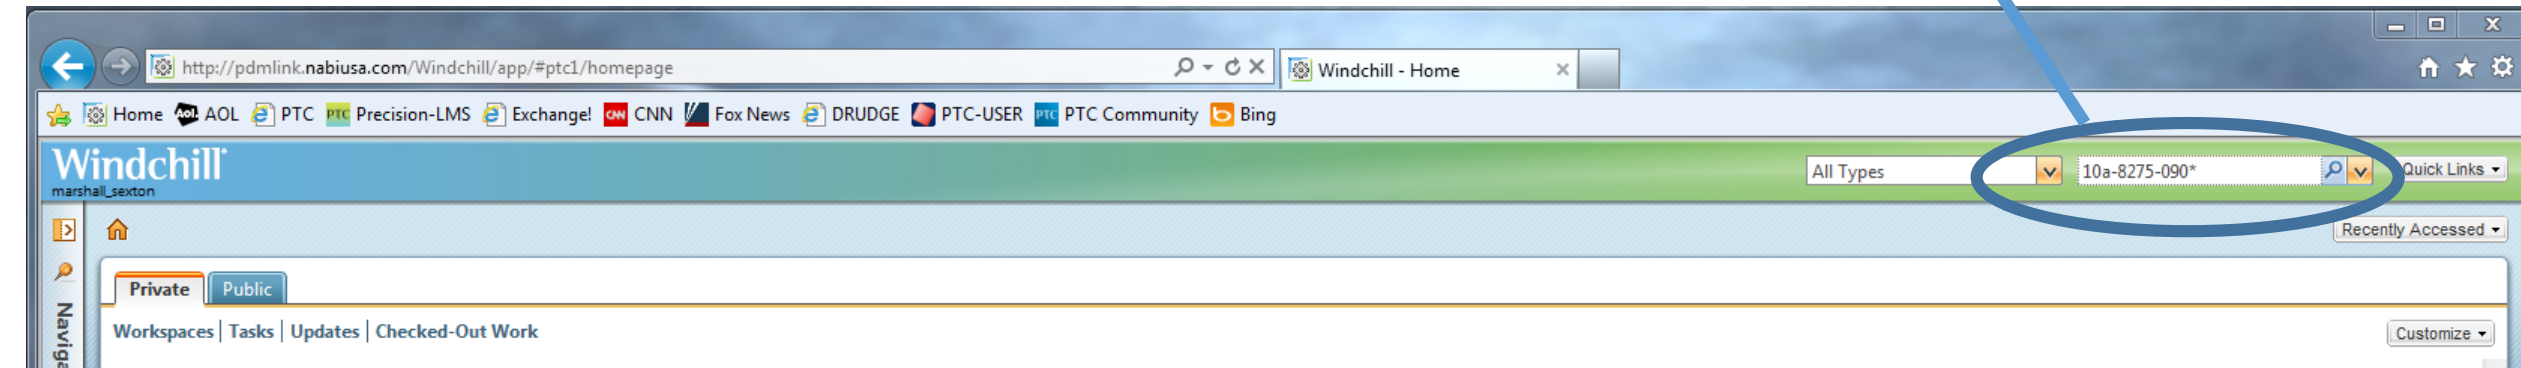 http://pdmlink.nabiusa.com/Windchill/app/#ptc1/homepage Windchill - Home
Home AOL PTC Precision-LMS Exchange! CNN Fox News DRUDGE PTC-USER PTC Community Bing
Windchill
marshall_sexton
All Types 10a-8275-090* Quick Links
Recently Accessed
Private Public
Workspaces | Tasks | Updates | Checked-Out Work Customize